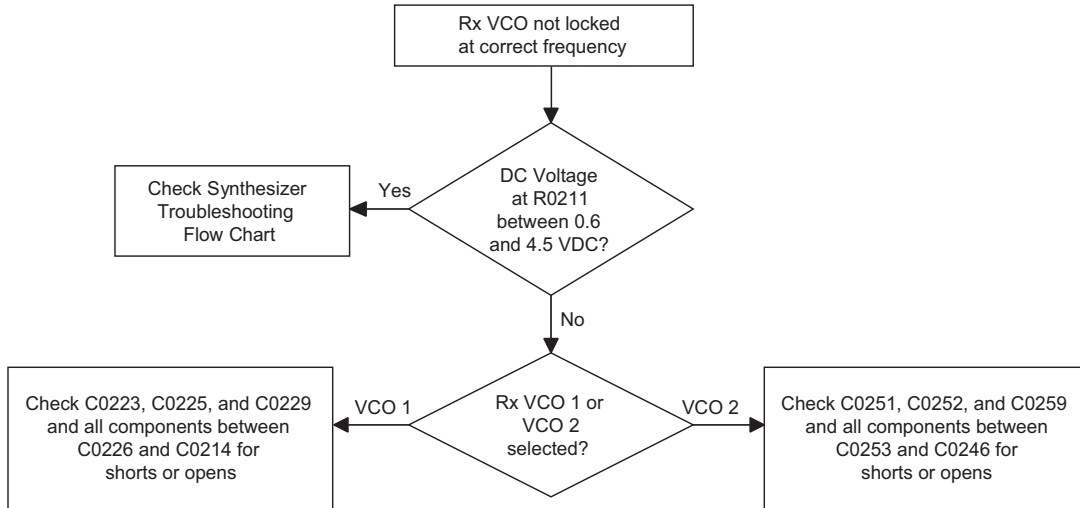 Rx VCO not locked
at correct frequency
DC Voltage
at R0211
between 0.6
and 4.5 VDC?
Yes
Check Synthesizer
Troubleshooting
Flow Chart
No
Rx VCO 1 or
VCO 2
selected?
VCO 1
Check C0223, C0225, and C0229
and all components between
C0226 and C0214 for
shorts or opens
VCO 2
Check C0251, C0252, and C0259
and all components between
C0253 and C0246 for
shorts or opens